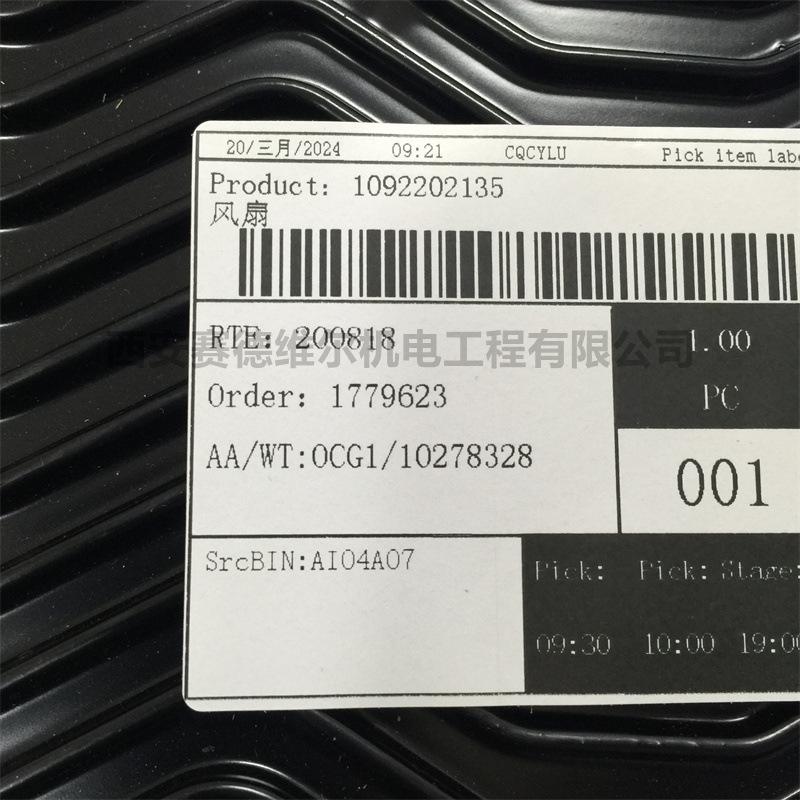 20/三月/2024 09:21 CQCYLU Pick item labe
Product: 1092202135
风扇
RTE: 200818
1.00
西安赛德维尔机电工程有限公司
Order: 1779623
PC
AA/WT:OCG1/10278328
001
SrcBIN:AI04A07
Pick: Pick: Stage:
09:30 10:00 19:00